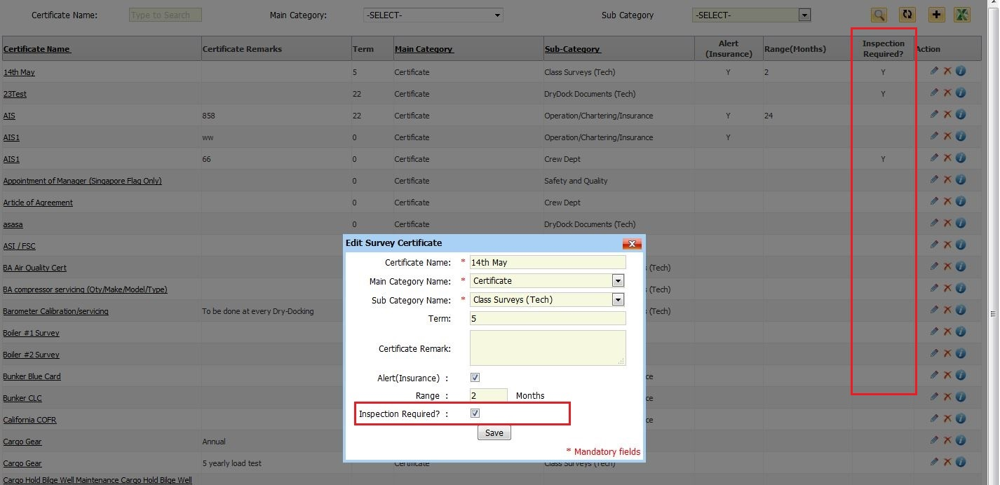 Certificate Name: Type to Search Main Category: -SELECT- Sub Category -SELECT-
Certificate Name Certificate Remarks Term Main Category Sub-Category Alert (Insurance) Range(Months) Inspection Required? Action
14th May 5 Certificate Class Surveys (Tech) Y 2 Y
23Test 22 Certificate DryDock Documents (Tech) Y
AIS 858 22 Certificate Operation/Chartering/Insurance Y 24
AIS1 ww 0 Certificate Operation/Chartering/Insurance Y
AIS1 66 0 Certificate Crew Dept Y
Appointment of Manager (Singapore Flag Only) 0 Certificate Safety and Quality
Article of Agreement 0 Certificate Crew Dept
asasa 0 Certificate DryDock Documents (Tech)
ASI / FSC
BA Air Quality Cert (Tech)
BA compressor servicing (Qty/Make/Model/Type) (Tech)
Barometer Calibration/servicing To be done at every Dry-Docking (Tech)
Boiler #1 Survey
Boiler #2 Survey
Bunker Blue Card ce
Bunker CLC ce
California COFR ce
Cargo Gear Annual
Cargo Gear 5 yearly load test Certificate Class Surveys (Tech)
Cargo Hold Bilge Well Maintenance Cargo Hold Bilge Well
Edit Survey Certificate
Certificate Name: * 14th May
Main Category Name: * Certificate
Sub Category Name: * Class Surveys (Tech)
Term: 5
Certificate Remark:
Alert(Insurance) :
Range : 2 Months
Inspection Required? :
Save
* Mandatory fields